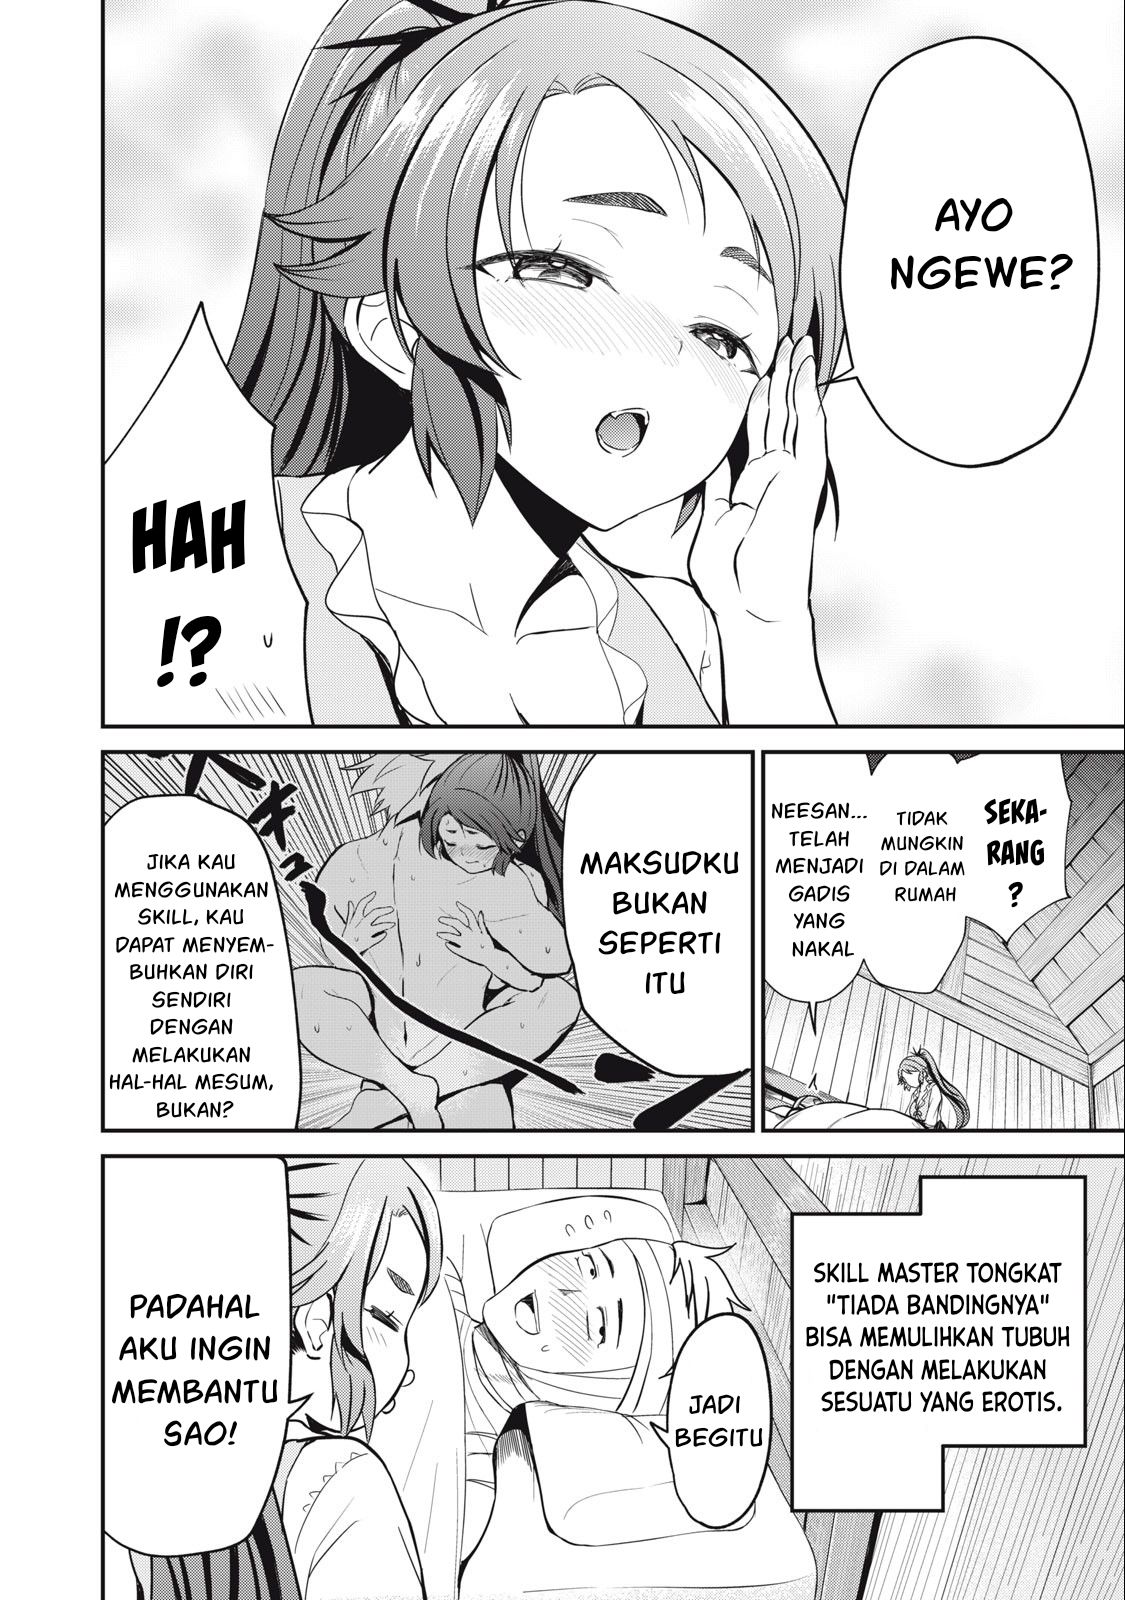 AYO
NGEWE?
HAH
!?
SEKA-
RANG
?
TIDAK
MUNGKIN
DI DALAM
RUMAH
NEESAN...
TELAH
MENJADI
GADIS
YANG
NAKAL
MAKSUDKU
BUKAN
SEPERTI
ITU
JIKA KAU
MENGGUNAKAN
SKILL, KAU
DAPAT MENYEM-
BUHKAN DIRI
SENDIRI
DENGAN
MELAKUKAN
HAL-HAL MESUM,
BUKAN?
SKILL MASTER TONGKAT
"TIADA BANDINGNYA"
BISA MEMULIHKAN TUBUH
DENGAN MELAKUKAN
SESUATU YANG EROTIS.
JADI
BEGITU
PADAHAL
AKU INGIN
MEMBANTU
SAO!